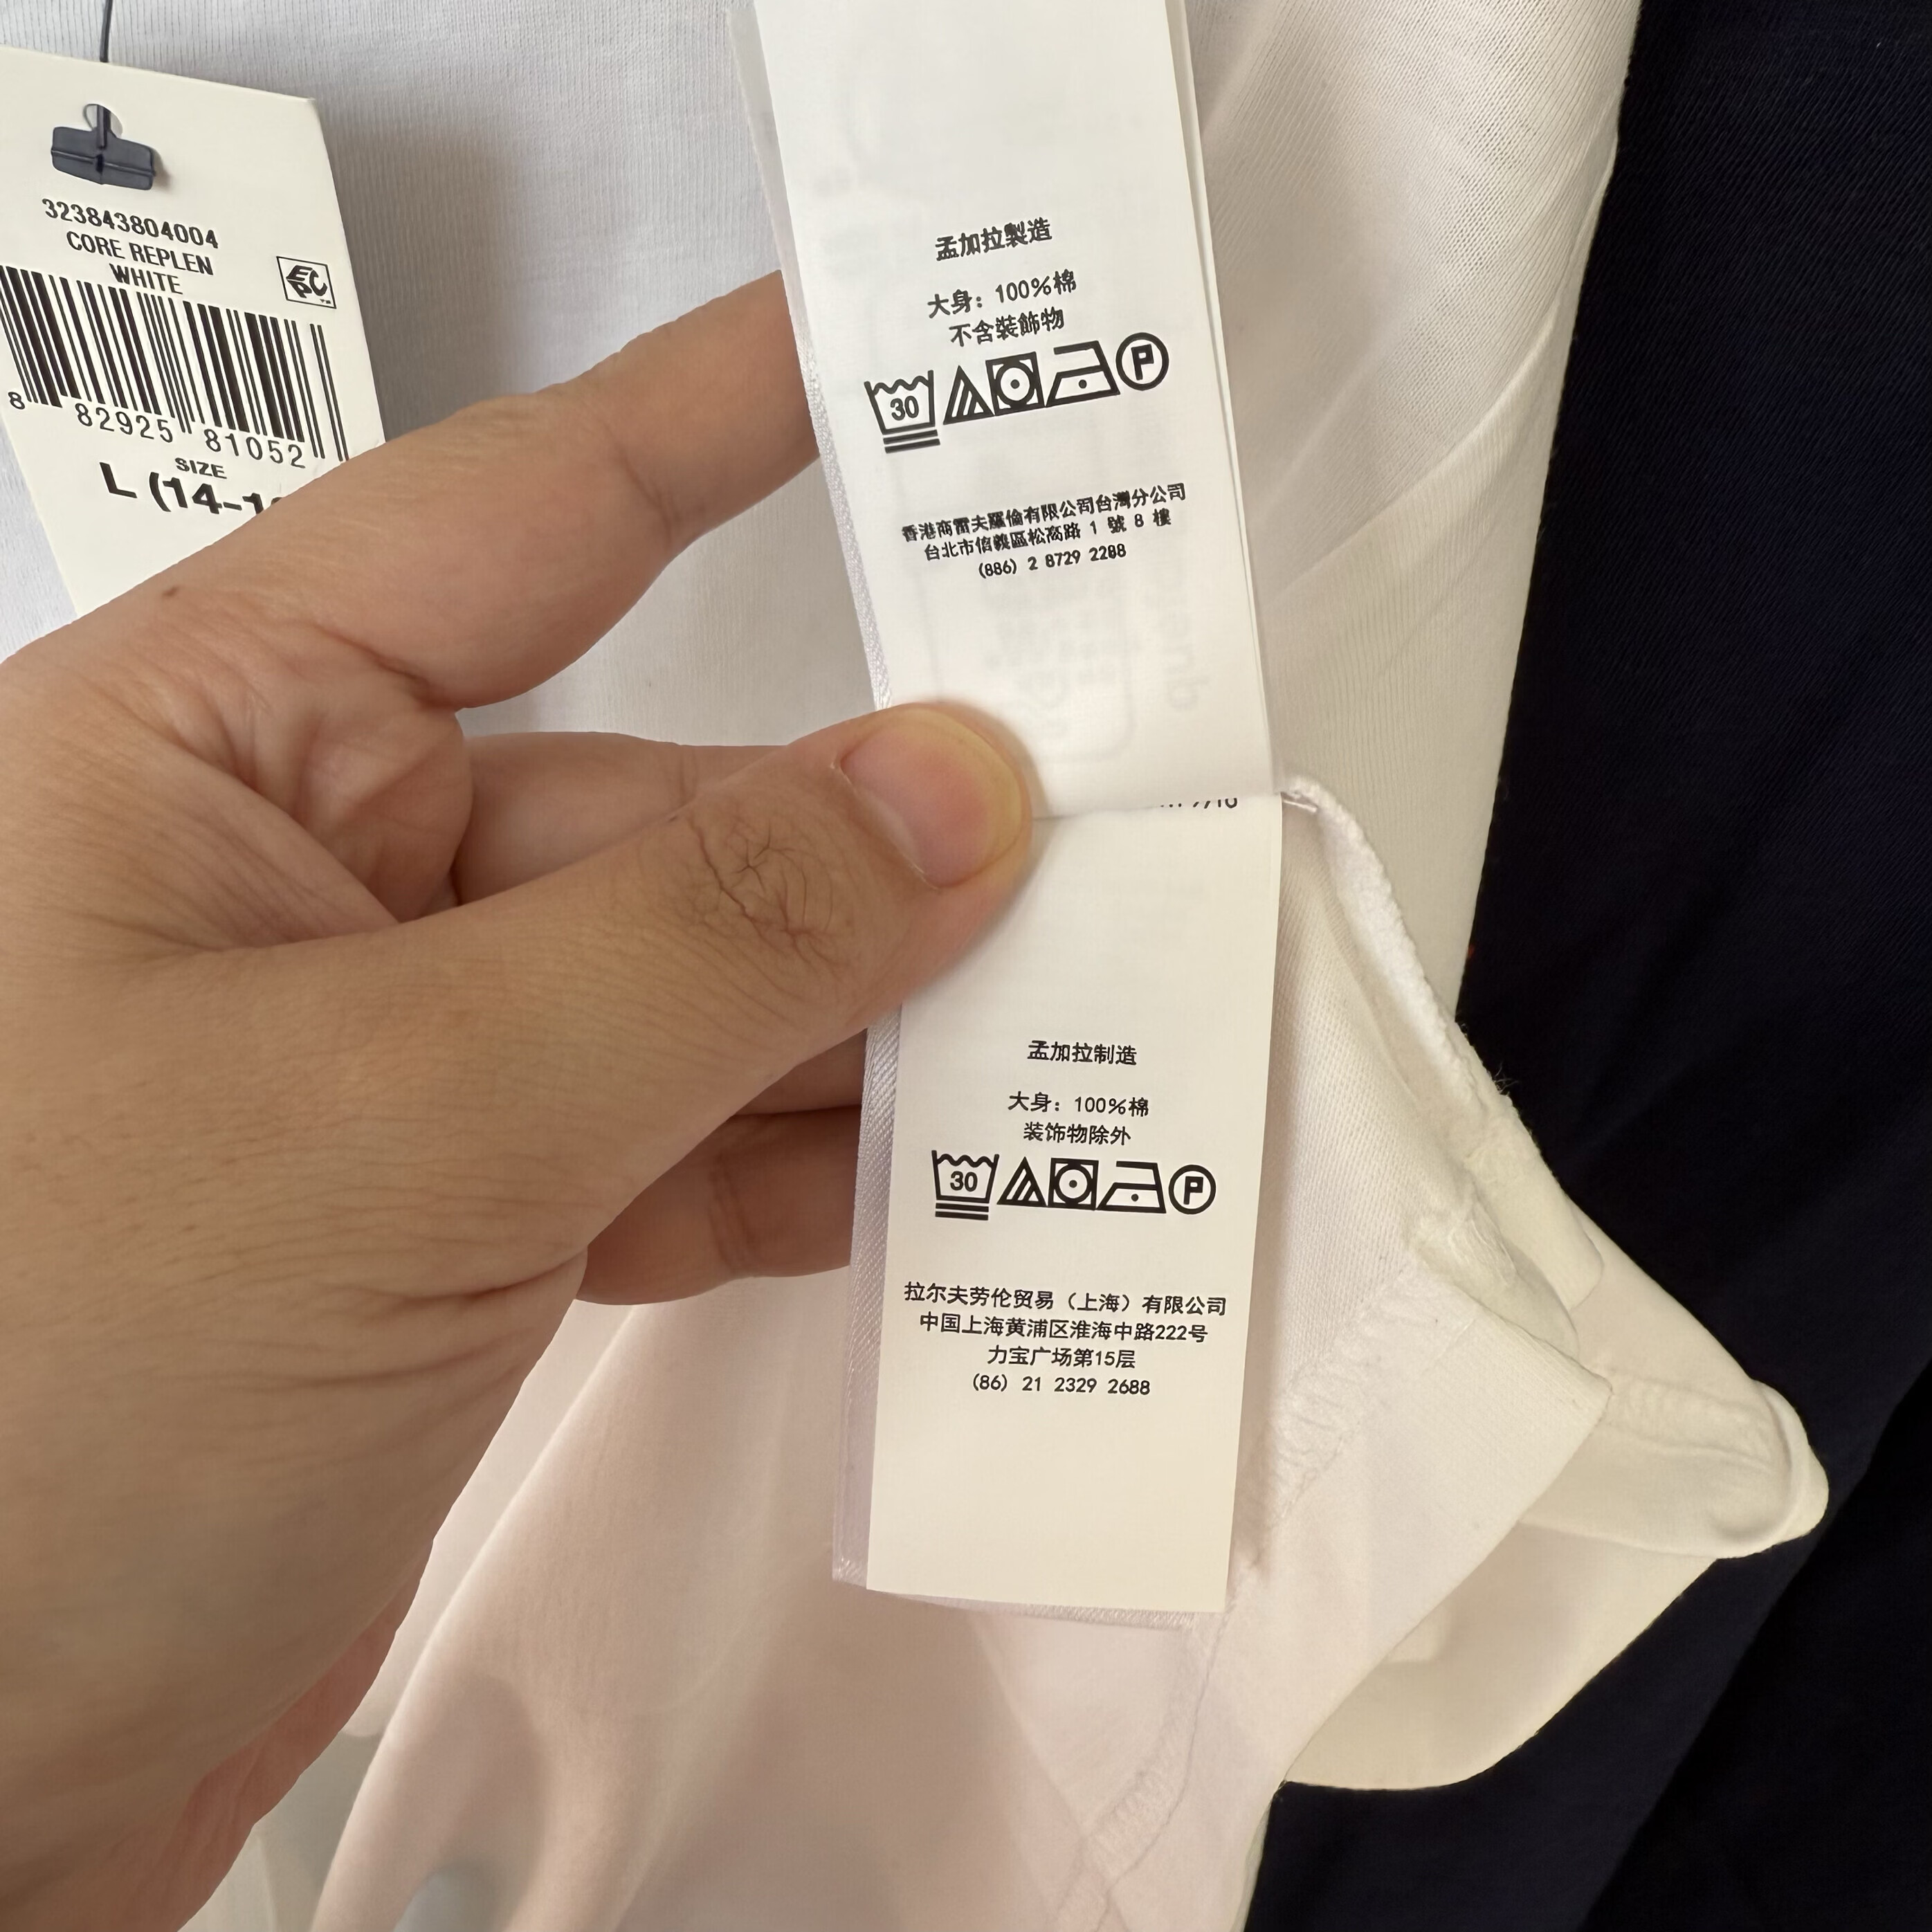 323843804004
CORE REPLEN
WHITE
8 82925 81052
SIZE
L (14-1
孟加拉製造
大身：100%棉
不含裝飾物
30
P
香港商雷夫羅倫有限公司台灣分公司
台北市信義區松高路 1 號 8 樓
(886) 2 8729 2288
孟加拉制造
大身：100%棉
装饰物除外
30
P
拉尔夫劳伦贸易（上海）有限公司
中国上海黄浦区淮海中路222号
力宝广场第15层
(86) 21 2329 2688